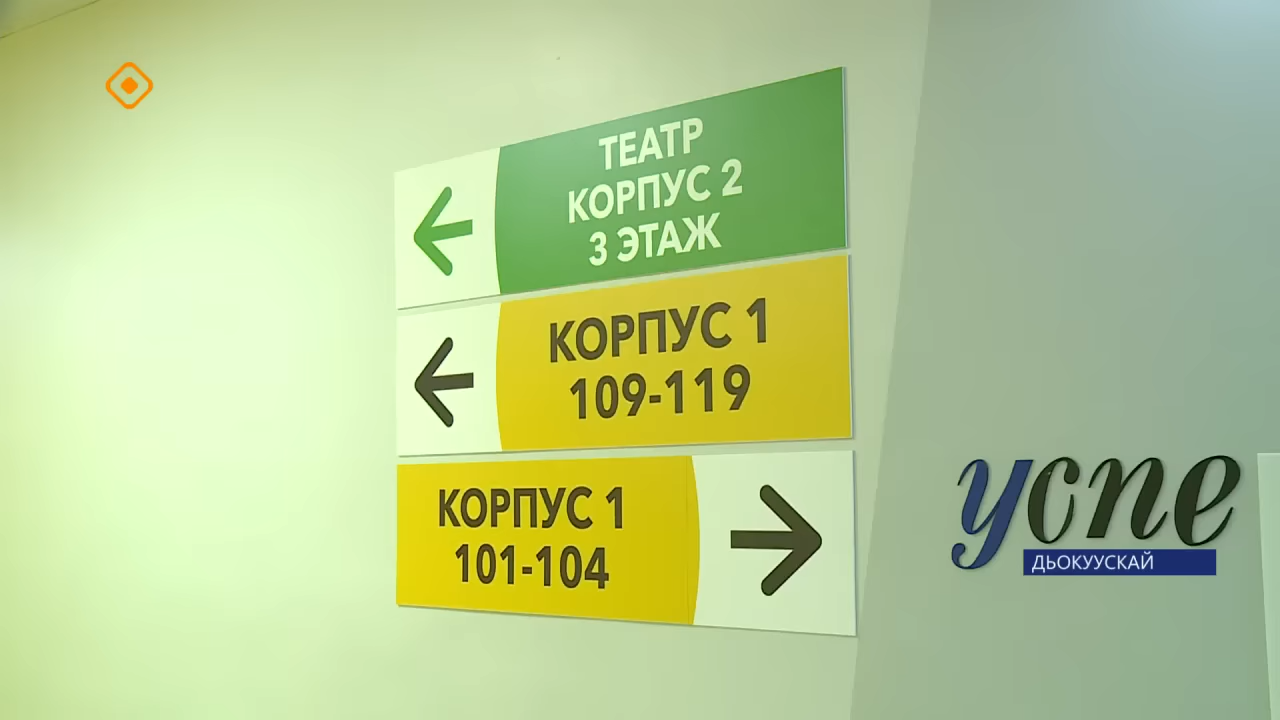 ТЕАТР
КОРПУС 2
3 ЭТАЖ
КОРПУС 1
109-119
КОРПУС 1
101-104
успе
ДЬОКУУСКАЙ